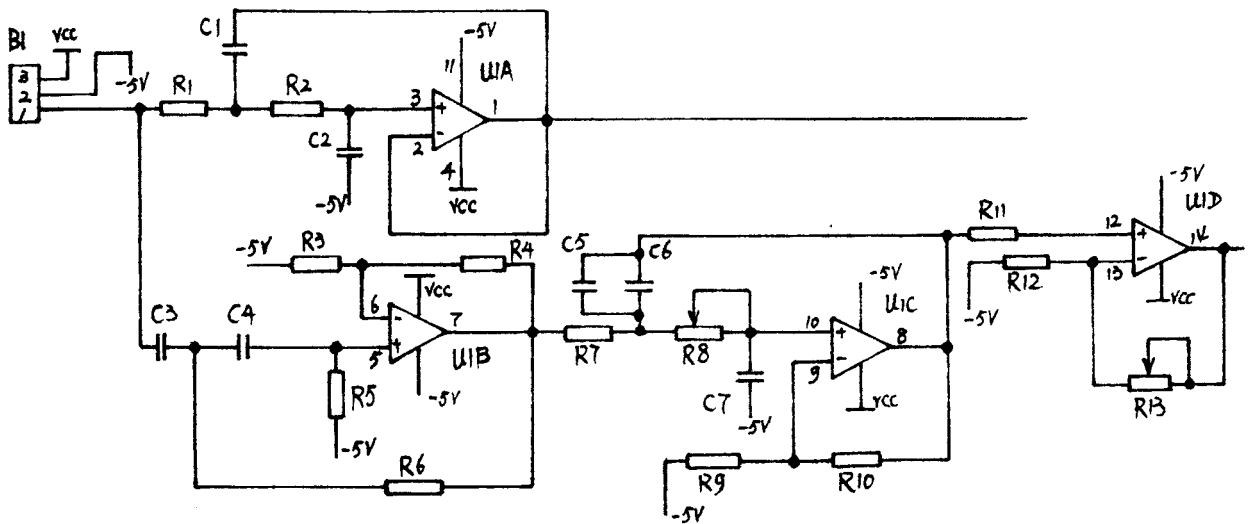 B1
VCC
3
2
1
-5V
R1
C1
R2
C2
-5V
-5V
11
U1A
3
+
-
2
1
4
VCC
-5V
R3
R4
VCC
6
-
+
5
7
U1B
-5V
C3
C4
R5
-5V
R6
C5
C6
R7
R8
C7
-5V
-5V
U1C
10
+
-
9
8
VCC
R9
R10
-5V
R11
R12
-5V
-5V
U1D
12
+
-
13
14
VCC
R13